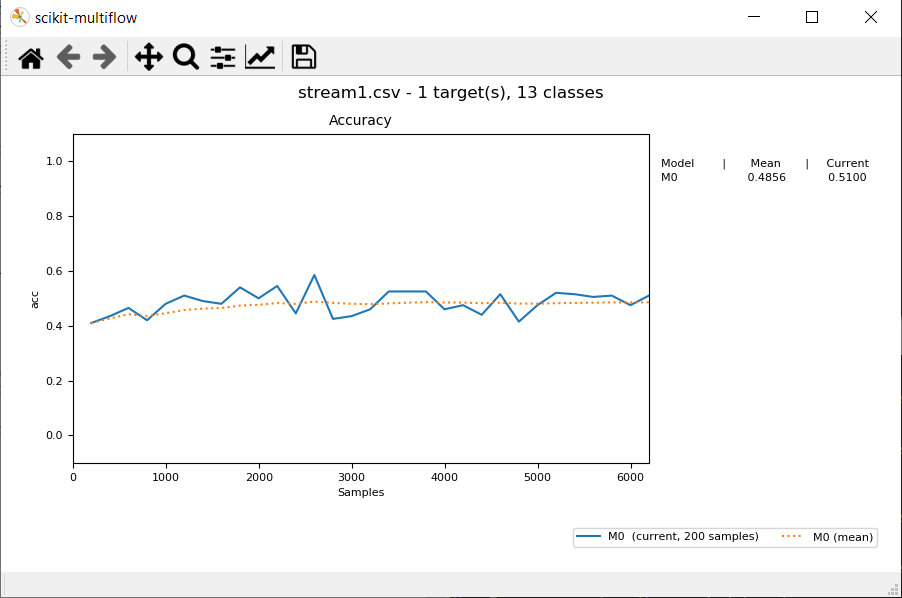 scikit-multiflow
stream1.csv - 1 target(s), 13 classes
Accuracy
Model | Mean | Current
M0 0.4856 0.5100
1.0
0.8
0.6
0.4
0.2
0.0
acc
0 1000 2000 3000 4000 5000 6000
Samples
M0 (current, 200 samples) M0 (mean)